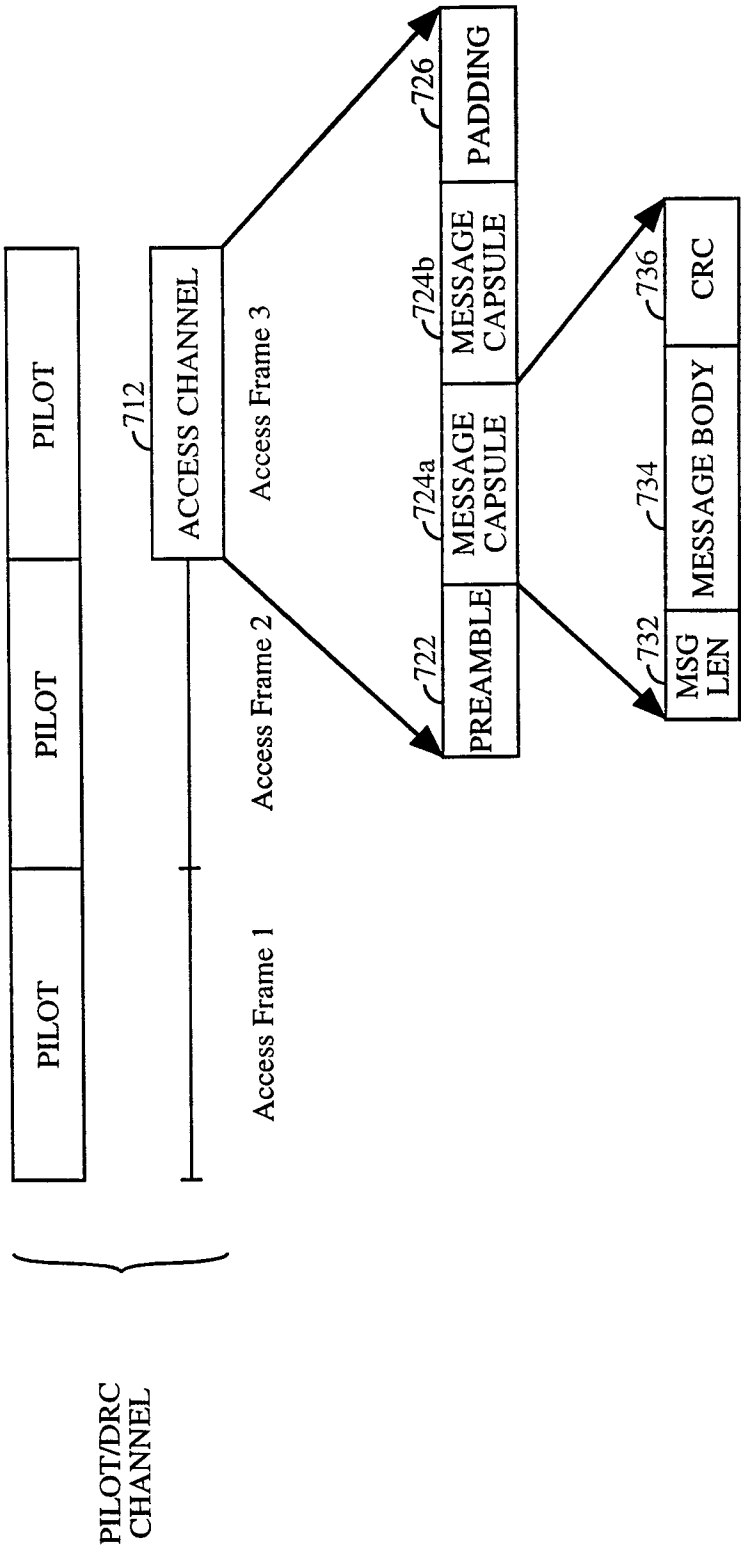 PILOT/DRC
CHANNEL
PILOT
PILOT
PILOT
712
ACCESS CHANNEL
Access Frame 1
Access Frame 2
Access Frame 3
722
724a
724b
726
PREAMBLE
MESSAGE
CAPSULE
MESSAGE
CAPSULE
PADDING
732
734
736
MSG
LEN
MESSAGE BODY
CRC